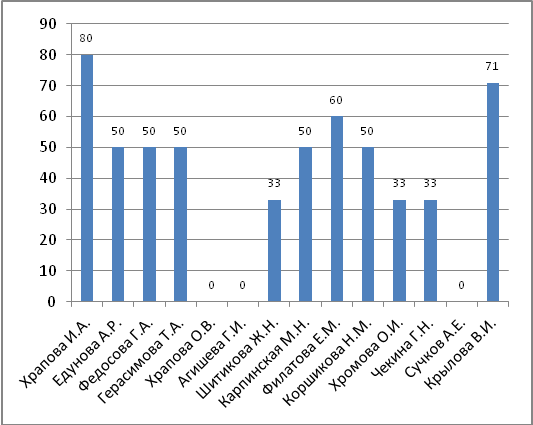 90
80
70
60
50
40
30
20
10
0
80
50
50
50
0
0
33
50
60
50
33
33
0
71
Храпова И.А.
Едунова А.Р.
Федосова Г.А.
Герасимова Т.А.
Храпова О.В.
Агишева Г.И.
Шитикова Ж.Н.
Карпинская М.Н.
Филатова Е.М.
Коршикова Н.М.
Хромова О.И.
Чекина Г.Н.
Сучков А.Е.
Крылова В.И.